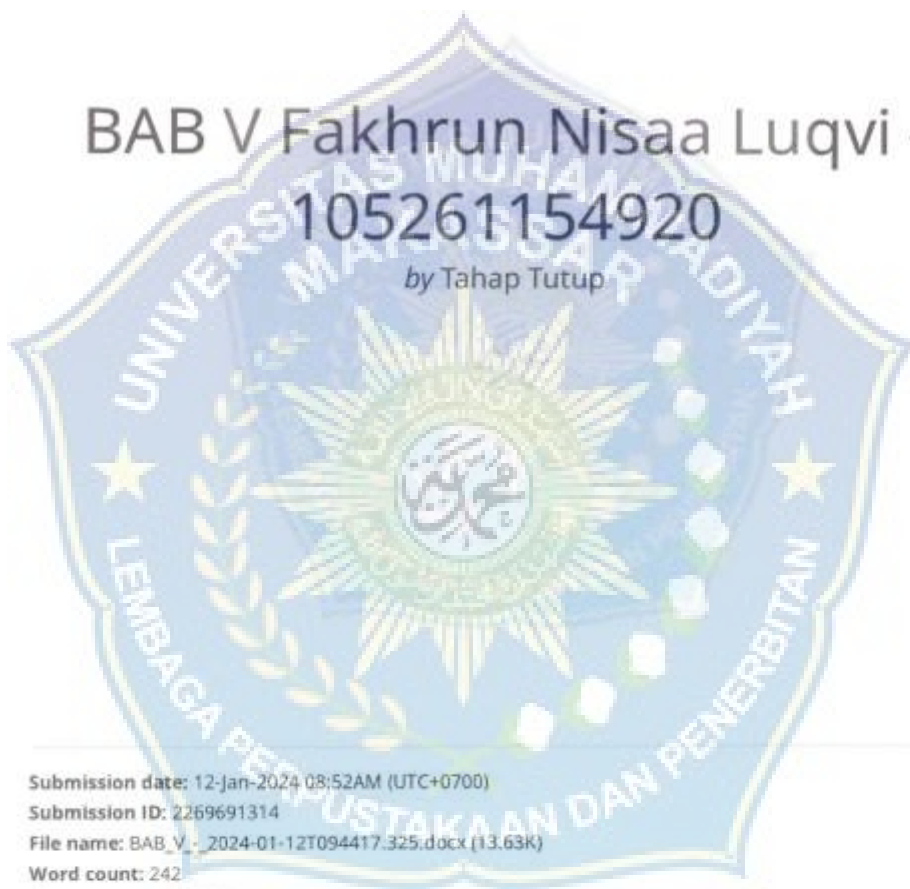 BAB V Fakhrun Nisaa Luqvi -
105261154920
by Tahap Tutup
UNIVERSITAS MUHAMMADIYAH
MAKASSAR
محمدية
LEMBAGA PERPUSTAKAAN DAN PENERBITAN
Submission date: 12-Jan-2024 08:52AM (UTC+0700)
Submission ID: 2269691314
File name: BAB_V_-_2024-01-12T094417.325.docx (13.63K)
Word count: 242